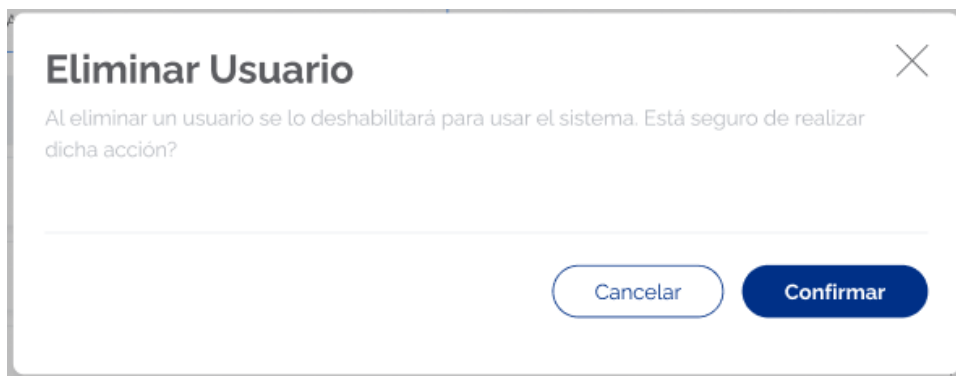 Eliminar Usuario
Al eliminar un usuario se lo deshabilitará para usar el sistema. Está seguro de realizar
dicha acción?
Cancelar
Confirmar